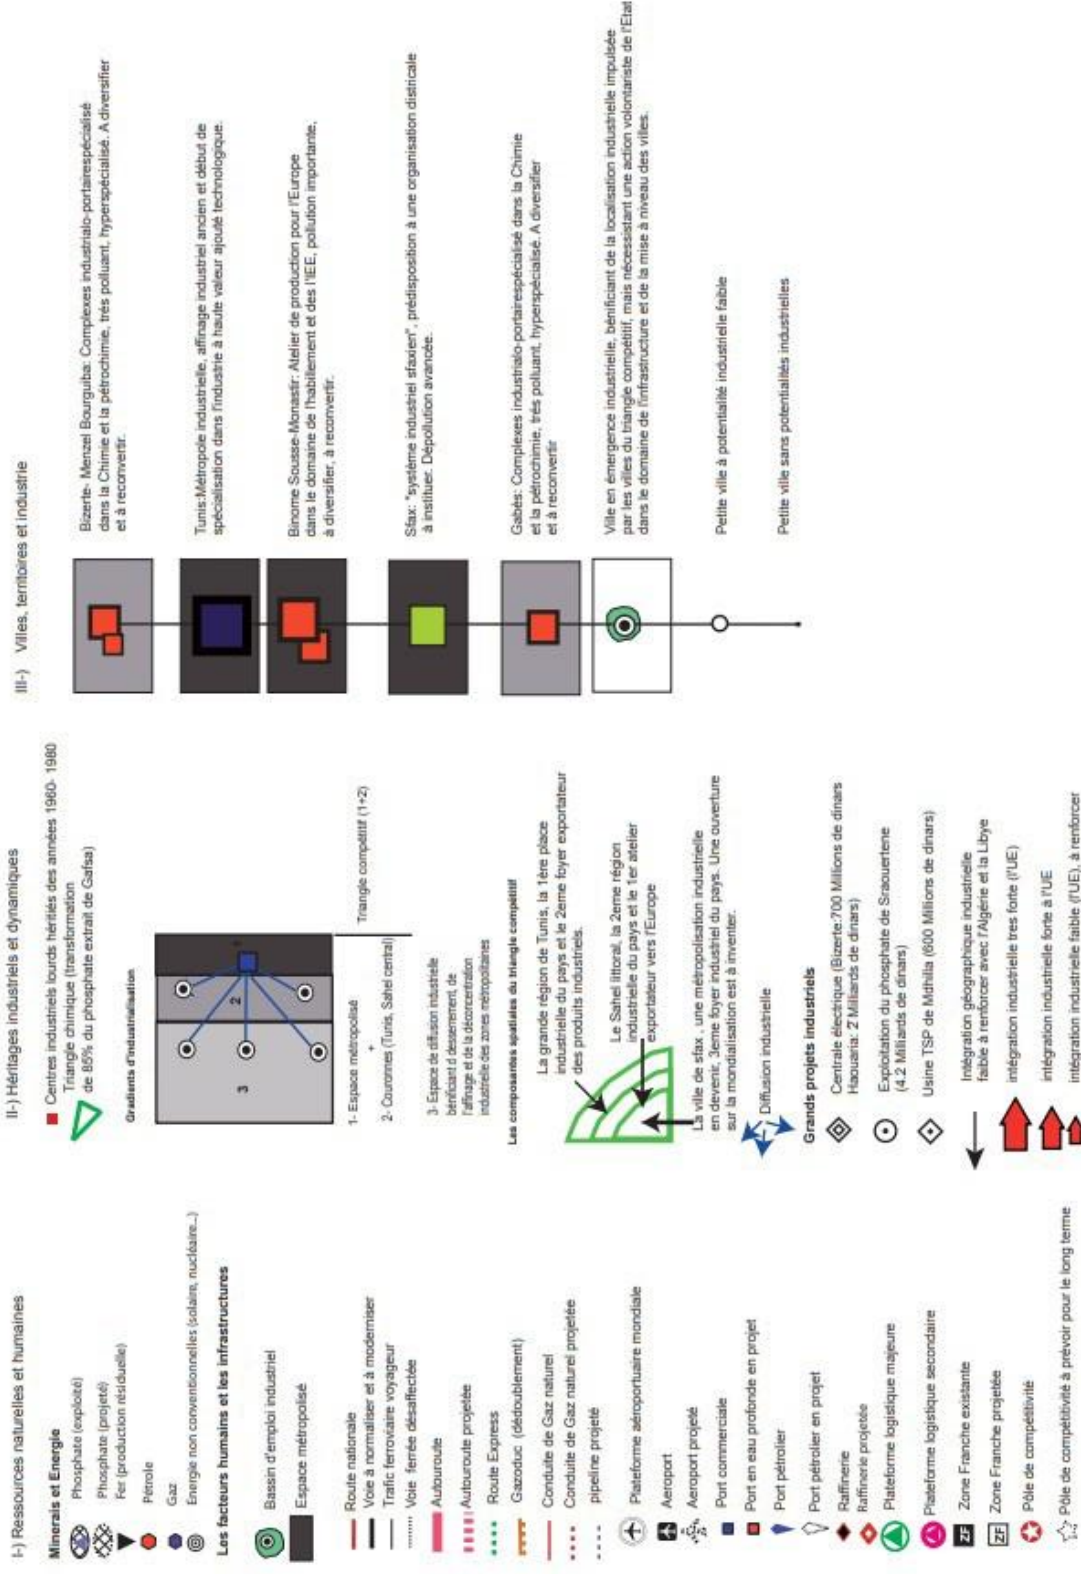 I-) Ressources naturelles et humaines
Minerais et Energie
Phosphate (exploité)
Phosphate (projeté)
Fer (production résiduelle)
Pétrole
Gaz
Energie non conventionnelles (solaire, nucléaire...)
Les facteurs humains et les infrastructures
Bassin d'emploi industriel
Espace métropolisé
Route nationale
Voie à normaliser et à moderniser
Trafic ferroviaire voyageur
Voie ferrée désaffectée
Autouroute
Autouroute projetée
Route Express
Gazoduc (dédoublement)
Conduite de Gaz naturel
Conduite de Gaz naturel projetée
pipeline projeté
Plateforme aéroportuaire mondiale
Aeroport
Aeroport projeté
Port commerciale
Port en eau profonde en projet
Port pétrolier
Port pétroler en projet
Raffinerie
Raffinerie projetée
Plateforme logistique majeure
Plateforme logistique secondaire
ZF Zone Franche existante
ZF Zone Franche projetée
Pôle de compétitivité
Pôle de compétitivité à prévoir pour le long terme
II-) Héritages industriels et dynamiques
Centres industriels lourds hérités des années 1960- 1980
Triangle chimique (transformation
de 85% du phosphate extrait de Gafsa)
Gradients d'industrialisation
3
2
1
1- Espace métropolisé
+
2- Couronnes (Tunis, Sahel central)
Triangle compétitif (1+2)
3- Espace de diffusion industrielle
bénificiant d desserrement, de
l'affinage et de la décontentration
industrielle des zones métropolitaines
Les composantes spatiales du triangle compétitif
La grande région de Tunis, la 1ère place
industrielle du pays et le 2eme foyer exportateur
des produits industriels.
Le Sahel littoral, la 2eme région
industrielle du pays et le 1er atelier
exportateur vers l'Europe
La ville de sfax , une métropolisation industrielle
en devenir, 3eme foyer industriel du pays. Une ouverture
sur la mondialisation est à inventer.
Diffusion industrielle
Grands projets industriels
Centrale électrique (Bizerte:700 Millions de dinars
Haouaria: 2 Milliards de dinars)
Exploitation du phosphate de Sraouertene
(4.2 Milliards de dinars)
Usine TSP de Mdhilla (600 Millions de dinars)
Intégration géographique industrielle
faible à renforcer avec l'Algérie et la Libye
intégration industrielle tres forte (l'UE)
intégration industrielle forte à l'UE
intégration industrielle faible (l'UE), à renforcer
III-) Villes, territoires et industrie
Bizerte- Menzel Bourguiba: Complexes industrialo-portairespécialisé
dans la Chimie et la pétrochimie, trés polluant, hyperspécialisé. A diversifier
et à reconvertir.
Tunis:Métropole industrielle, affinage industriel ancien et début de
spécialisation dans l'industrie à haute valeur ajouté technologique.
Binome Sousse-Monastir: Atelier de production pour l'Europe
dans le domaine de l'habillement et des l'IEE, pollution importante,
à diversifier, à reconvertir.
Sfax: "système industriel sfaxien", prédisposition à une organisation districale
à instituer. Dépollution avancée.
Gabès: Complexes industrialo-portairespécialisé dans la Chimie
et la pétrochimie, trés polluant, hyperspécialisé. A diversifier
et à reconvertir
Ville en émergence industrielle, bénificiant de la localisation industrielle impulsée
par les villes du triangle compétitif, mais nécessistant une action volontariste de l'Etat
dans le domaine de l'infrastructure et de la mise à niveau des villes.
Petite ville à potentialité industrielle faible
Petite ville sans potentialités industrielles